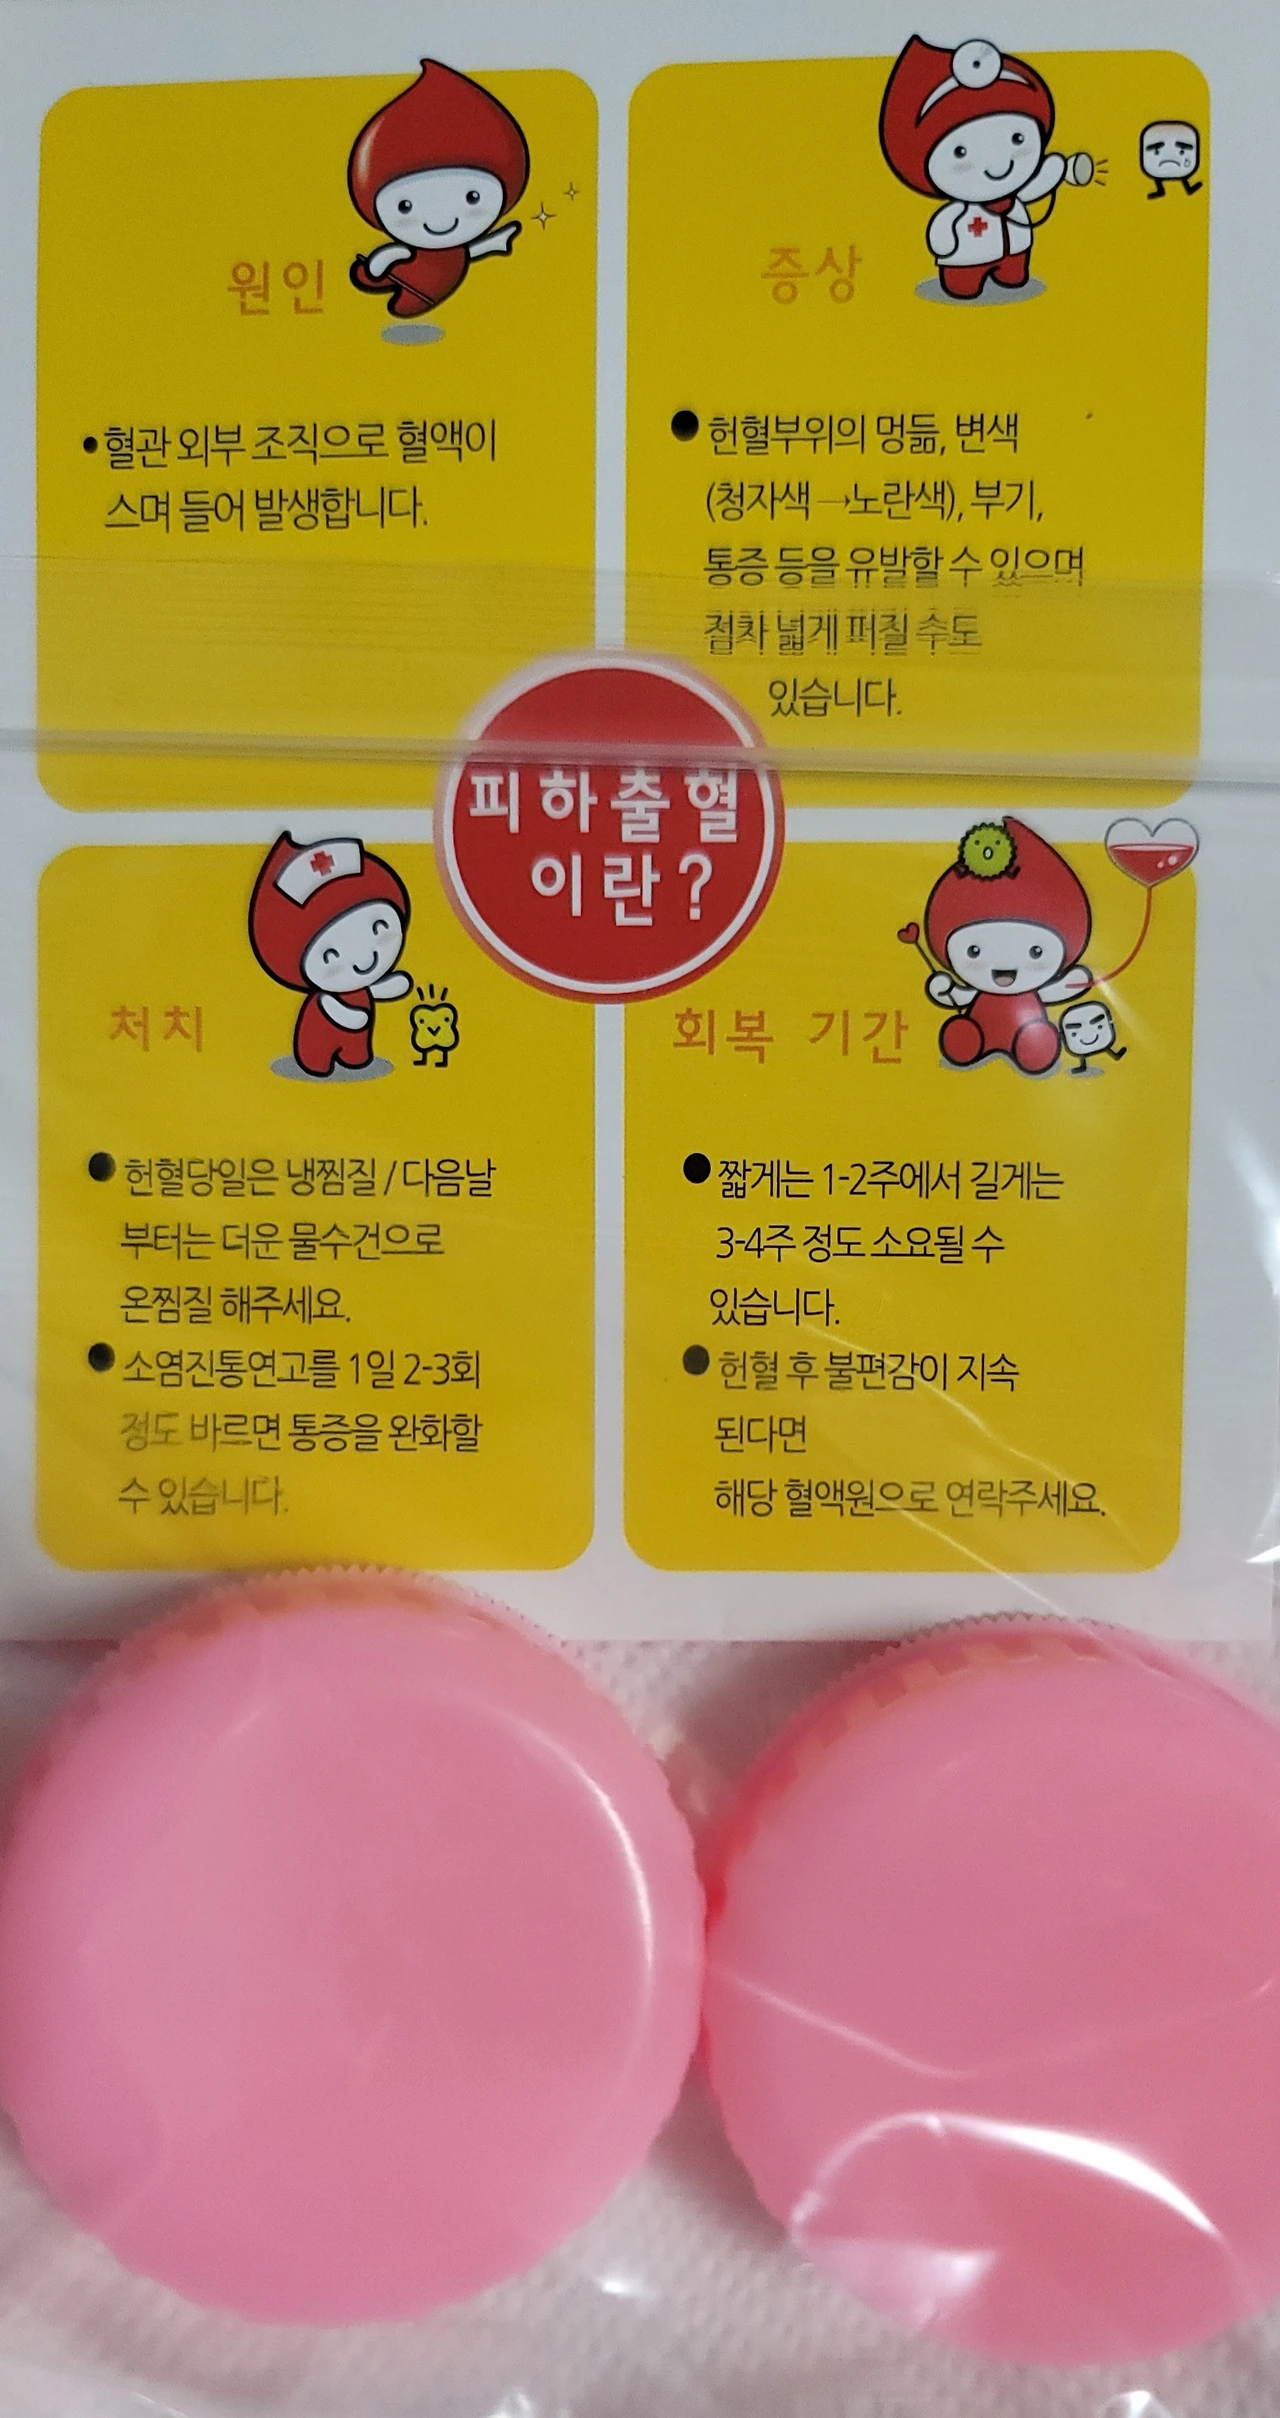 원인
• 혈관 외부 조직으로 혈액이
스며 들어 발생합니다.
증상
● 헌혈부위의 멍듦, 변색
(청자색→노란색), 부기,
통증 등을 유발할 수 있으며
점차 넓게 퍼질 수도
있습니다.
피하출혈
이란?
처치
● 헌혈당일은 냉찜질 / 다음날
부터는 더운 물수건으로
온찜질 해주세요.
● 소염진통연고를 1일 2-3회
정도 바르면 통증을 완화할
수 있습니다.
회복 기간
● 짧게는 1-2주에서 길게는
3-4주 정도 소요될 수
있습니다.
● 헌혈 후 불편감이 지속
된다면
해당 혈액원으로 연락주세요.